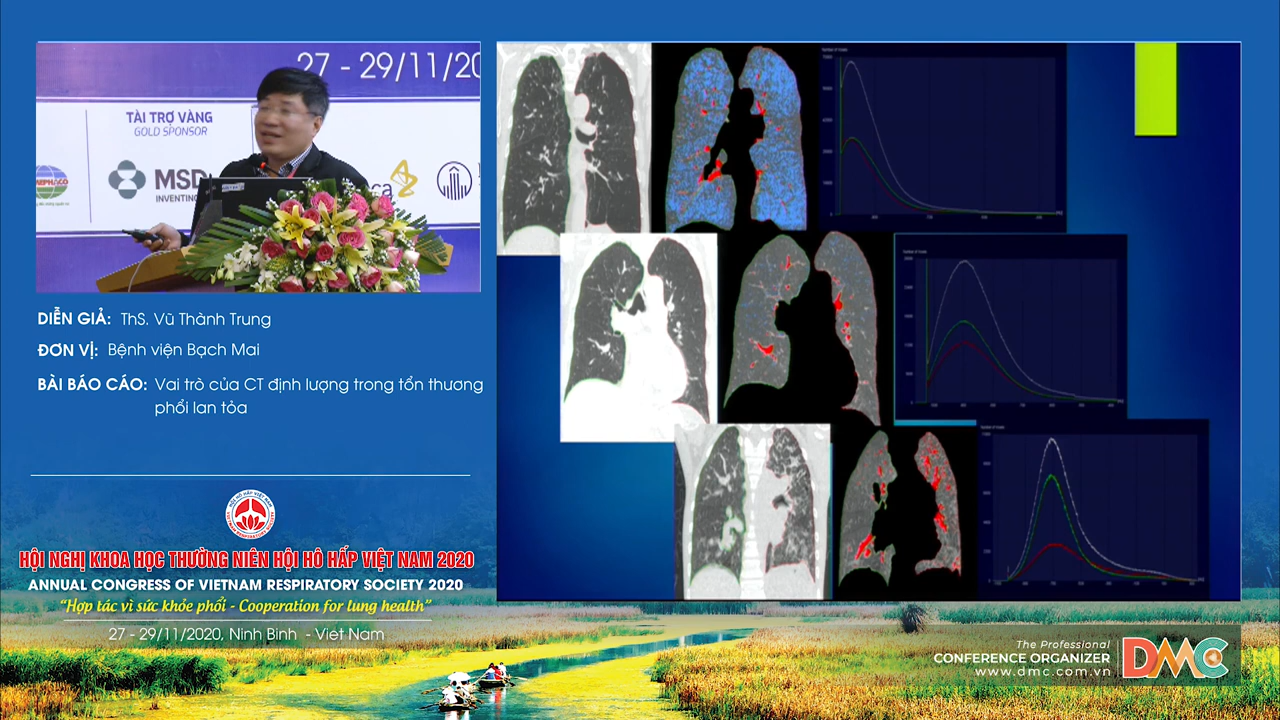 27 - 29/11/20
TÀI TRỢ VÀNG
GOLD SPONSOR
MSD
INVENTING
ca
DIỄN GIẢ: ThS. Vũ Thành Trung
ĐƠN VỊ: Bệnh viện Bạch Mai
BÀI BÁO CÁO: Vai trò của CT định lượng trong tổn thương
phổi lan tỏa
HỘI NGHỊ KHOA HỌC THƯỜNG NIÊN HỘI HÔ HẤP VIỆT NAM 2020
ANNUAL CONGRESS OF VIETNAM RESPIRATORY SOCIETY 2020
“Hợp tác vì sức khỏe phổi - Cooperation for lung health”
27 - 29/11/2020, Ninh Binh - Viet Nam
The Professional
CONFERENCE ORGANIZER
www.dmc.com.vn
DMC